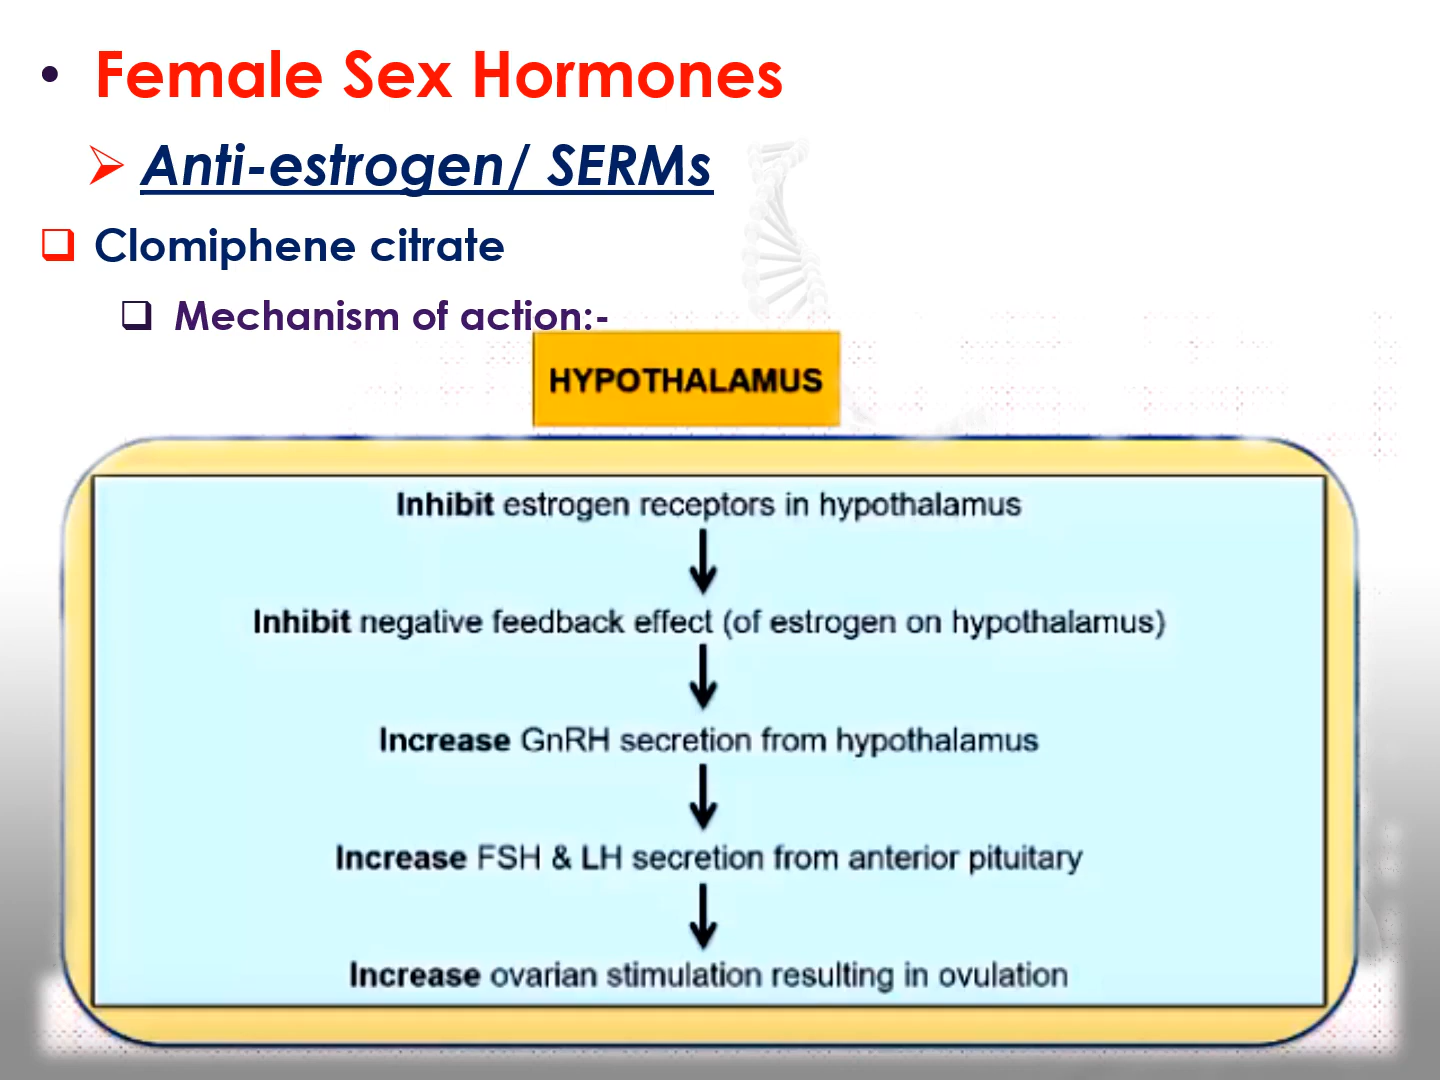 • Female Sex Hormones
➢ Anti-estrogen/ SERMs
❑ Clomiphene citrate
❑ Mechanism of action:-
HYPOTHALAMUS
Inhibit estrogen receptors in hypothalamus
Inhibit negative feedback effect (of estrogen on hypothalamus)
Increase GnRH secretion from hypothalamus
Increase FSH & LH secretion from anterior pituitary
Increase ovarian stimulation resulting in ovulation